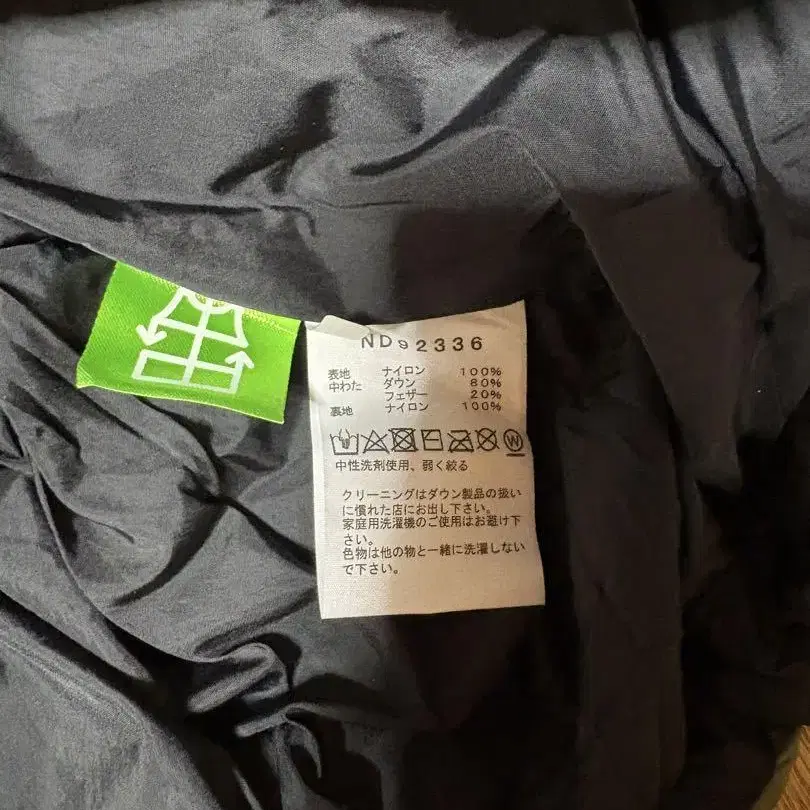 ND92336
表地 ナイロン 100%
中わた ダウン 80%
フェザー 20%
裏地 ナイロン 100%
W
中性洗剤使用、弱く絞る
クリーニングはダウン製品の扱い
に慣れた店にお出し下さい。
家庭用洗濯機のご使用はお避け下
さい。
色物は他の物と一緒に洗濯しない
で下さい。